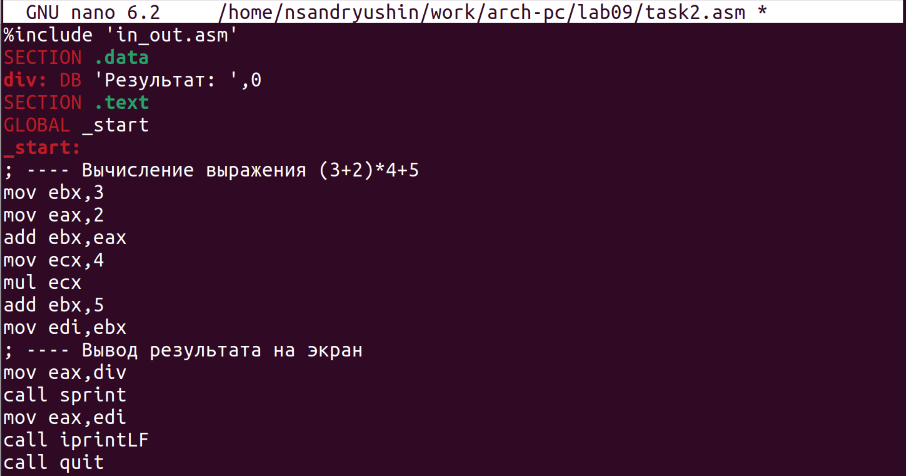 GNU nano 6.2 /home/nsandryushin/work/arch-pc/lab09/task2.asm *
%include 'in_out.asm'
SECTION .data
div: DB 'Результат: ',0
SECTION .text
GLOBAL _start
_start:
; ---- Вычисление выражения (3+2)*4+5
mov ebx,3
mov eax,2
add ebx,eax
mov ecx,4
mul ecx
add ebx,5
mov edi,ebx
; ---- Вывод результата на экран
mov eax,div
call sprint
mov eax,edi
call iprintLF
call quit